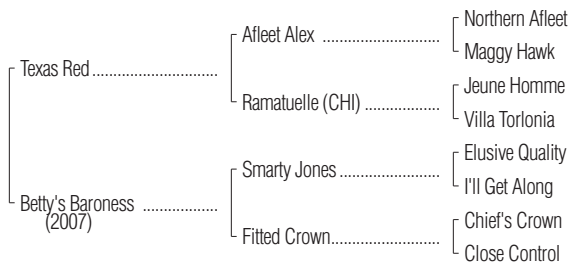 Northern Afleet
Afleet Alex ..............................
Maggy Hawk
Texas Red ................................
Jeune Homme
Ramatuelle (CHI) ...................
Villa Torlonia
Elusive Quality
Smarty Jones .........................
I'll Get Along
Betty's Baroness ...................
(2007)
Chief's Crown
Fitted Crown...........................
Close Control